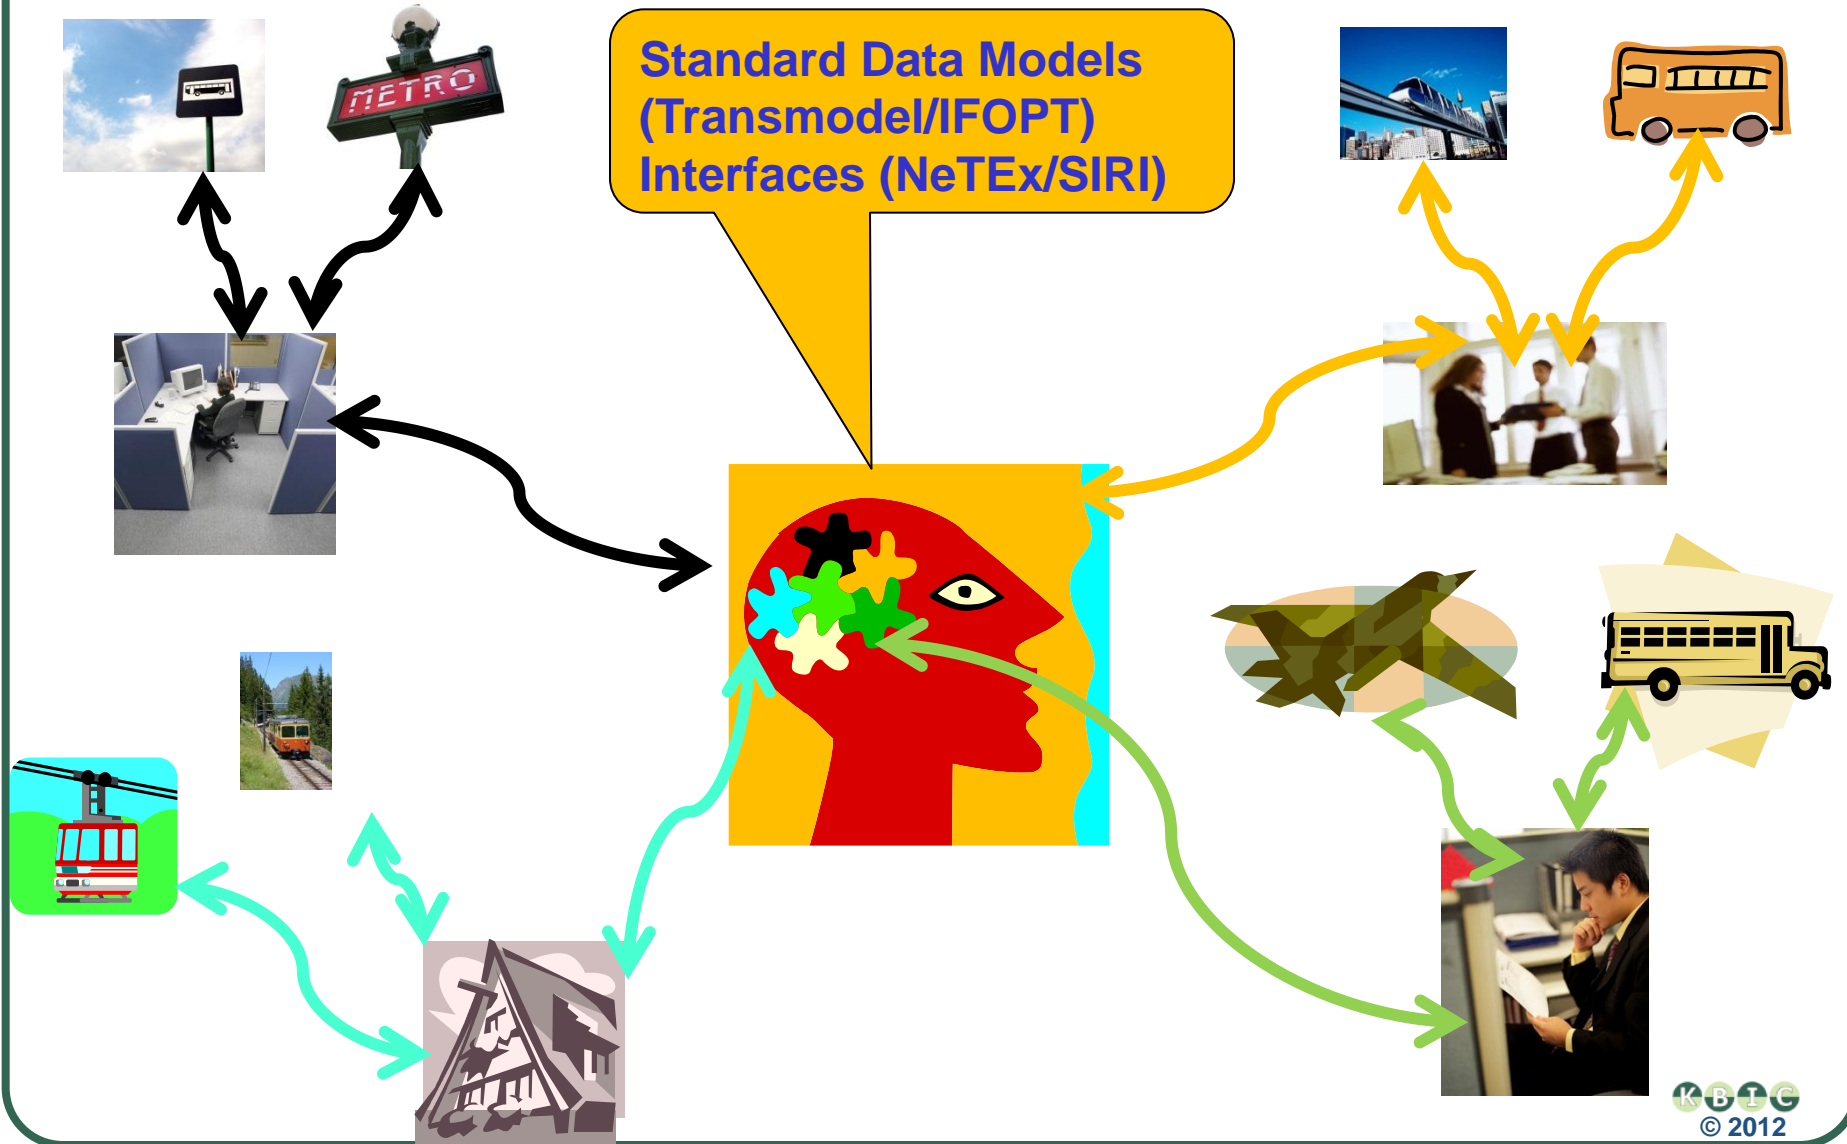 METRO
Standard Data Models
(Transmodel/IFOPT)
Interfaces (NeTEx/SIRI)
KBIC
© 2012